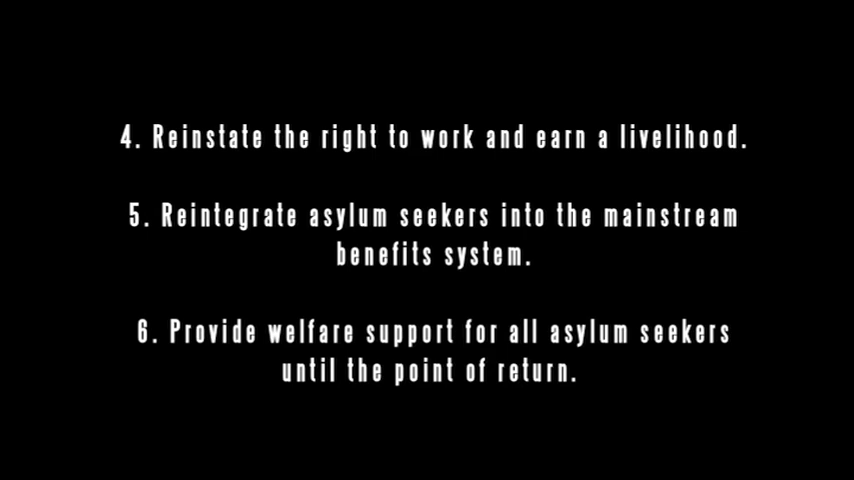 4. Reinstate the right to work and earn a livelihood.
5. Reintegrate asylum seekers into the mainstream
benefits system.
6. Provide welfare support for all asylum seekers
until the point of return.